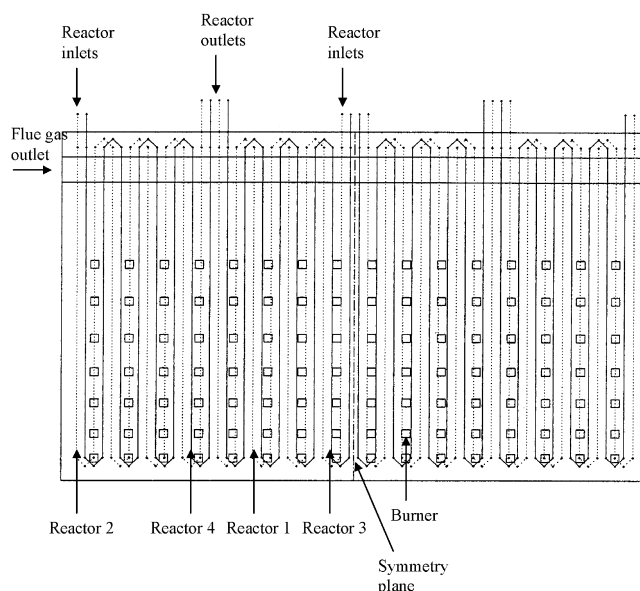 Reactor
inlets
Reactor
outlets
Reactor
inlets
Flue gas
outlet
Reactor 2
Reactor 4
Reactor 1
Reactor 3
Burner
Symmetry
plane